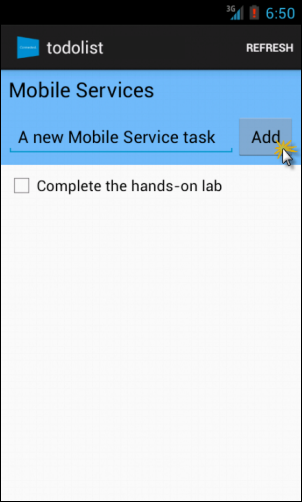 3G 6:50
todolist REFRESH
Mobile Services
A new Mobile Service task Add
Complete the hands-on lab